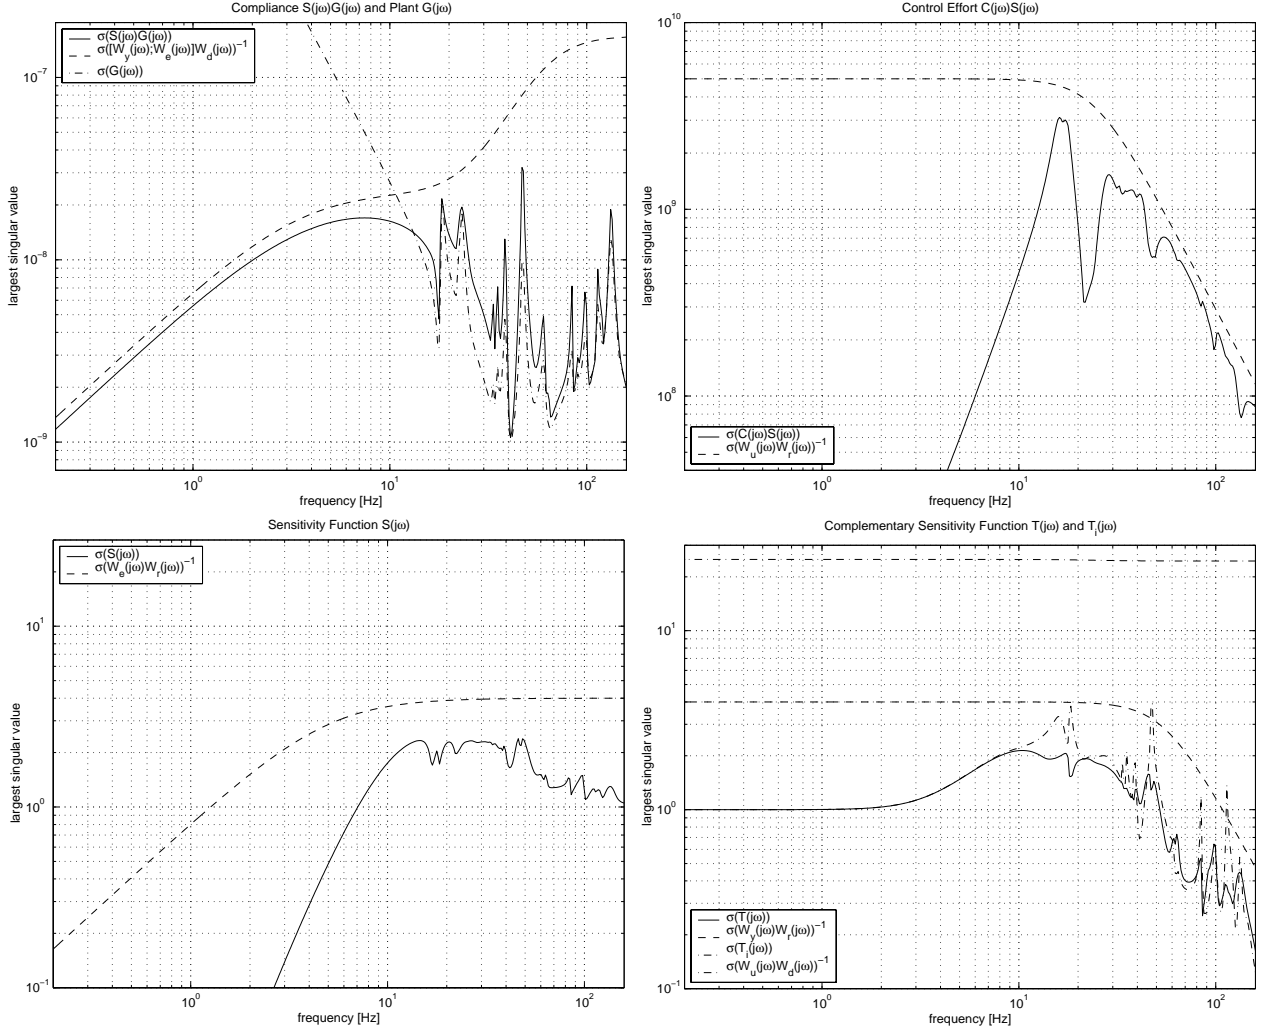 Compliance S(jω)G(jω) and Plant G(jω)
σ(S(jω)G(jω))
σ([W_y(jω);W_e(jω)]W_d(jω))^−1
σ(G(jω))
largest singular value
10^−7
10^−8
10^−9
10^0
10^1
10^2
frequency [Hz]
Control Effort C(jω)S(jω)
largest singular value
10^10
10^9
10^8
σ(C(jω)S(jω))
σ(W_u(jω)W_r(jω))^−1
10^0
10^1
10^2
frequency [Hz]
Sensitivity Function S(jω)
σ(S(jω))
σ(W_e(jω)W_r(jω))^−1
largest singular value
10^1
10^0
10^−1
10^0
10^1
10^2
frequency [Hz]
Complementary Sensitivity Function T(jω) and T_i(jω)
largest singular value
10^1
10^0
10^−1
σ(T(jω))
σ(W_y(jω)W_r(jω))^−1
σ(T_i(jω))
σ(W_u(jω)W_d(jω))^−1
10^0
10^1
10^2
frequency [Hz]